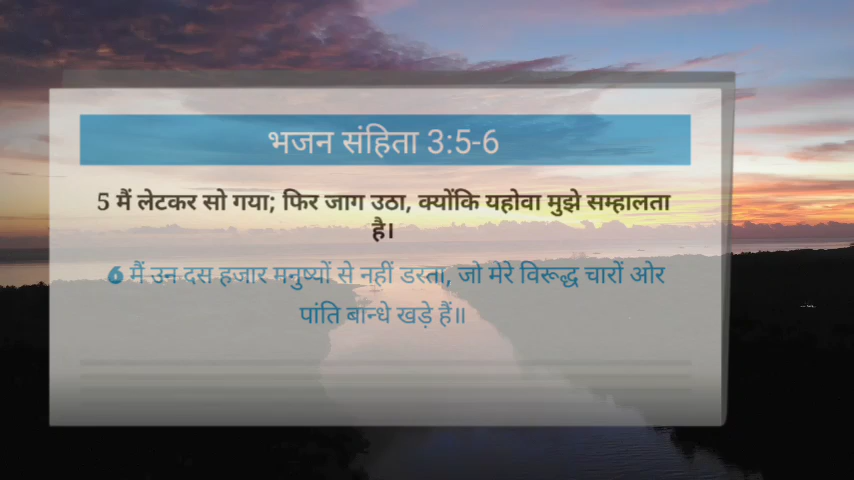 भजन संहिता 3:5-6
5 मैं लेटकर सो गया; फिर जाग उठा, क्योंकि यहोवा मुझे सम्हालता
है।
6 मैं उन दस हजार मनुष्यों से नहीं डरता, जो मेरे विरूद्ध चारों ओर
पांति बान्धे खड़े हैं॥